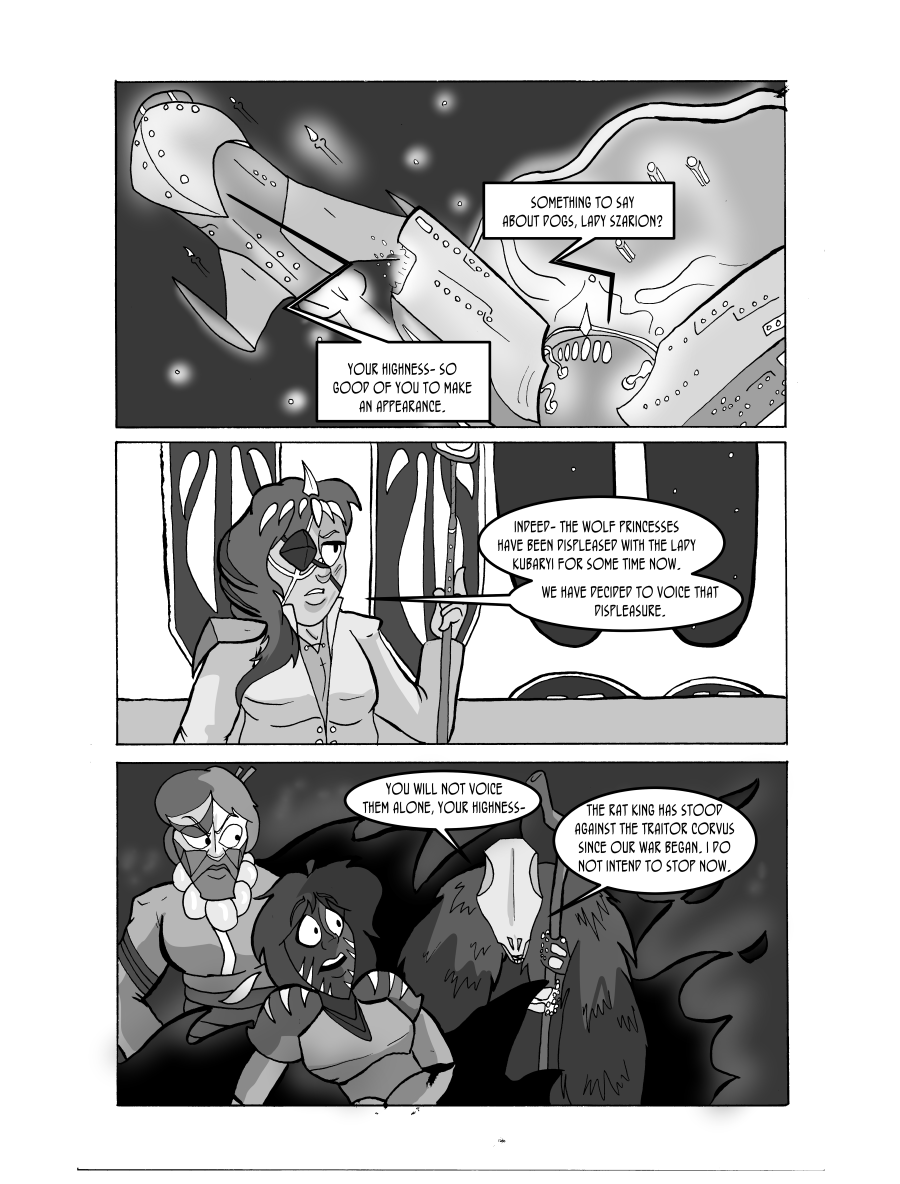 SOMETHING TO SAY
ABOUT DOGS, LADY SZARION?
YOUR HIGHNESS- SO
GOOD OF YOU TO MAKE
AN APPEARANCE.
INDEED- THE WOLF PRINCESSES
HAVE BEEN DISPLEASED WITH THE LADY
KUBARYI FOR SOME TIME NOW.
WE HAVE DECIDED TO VOICE THAT
DISPLEASURE.
YOU WILL NOT VOICE
THEM ALONE, YOUR HIGHNESS-
THE RAT KING HAS STOOD
AGAINST THE TRAITOR CORVUS
SINCE OUR WAR BEGAN. I DO
NOT INTEND TO STOP NOW.